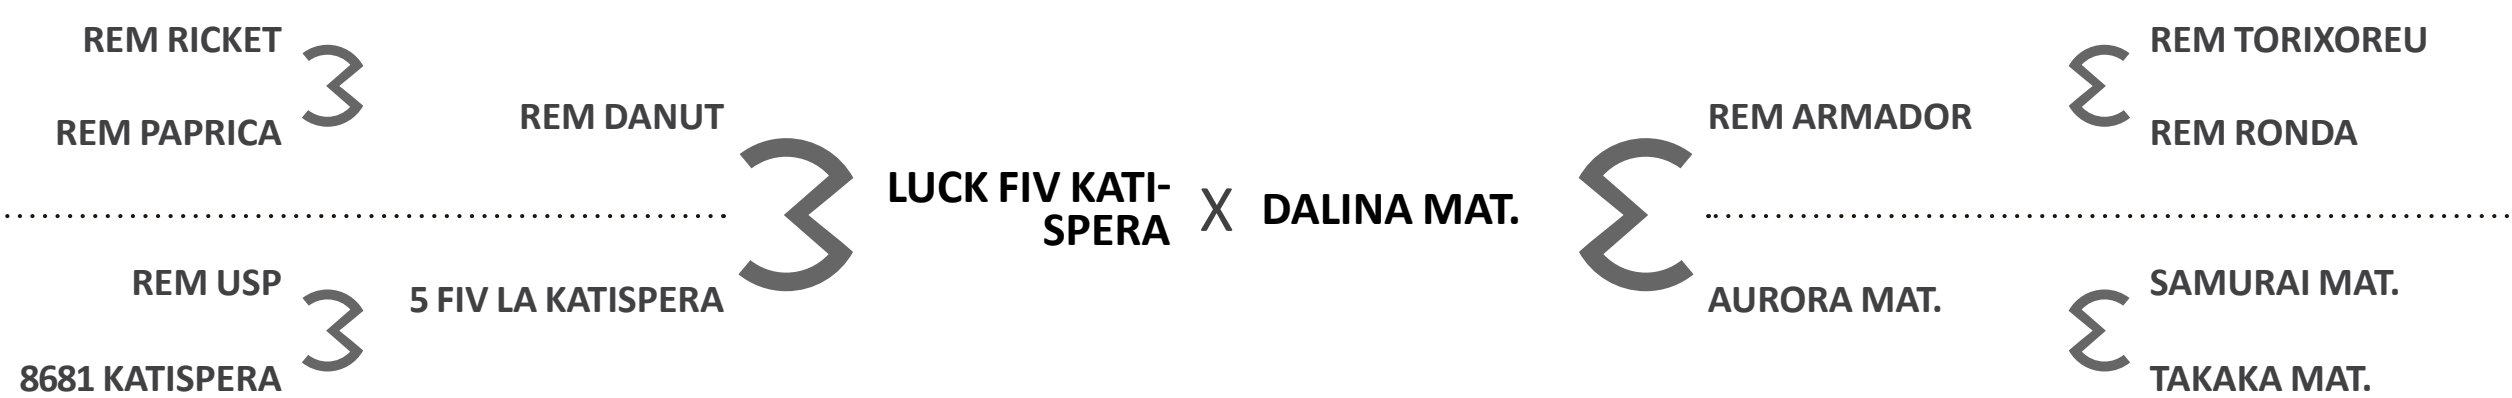 REM RICKET
REM PAPRICA
REM DANUT
REM USP
8681 KATISPERA
5 FIV LA KATISPERA
LUCK FIV KATI-
SPERA
X
DALINA MAT.
REM ARMADOR
AURORA MAT.
REM TORIXOREU
REM RONDA
SAMURAI MAT.
TAKAKA MAT.